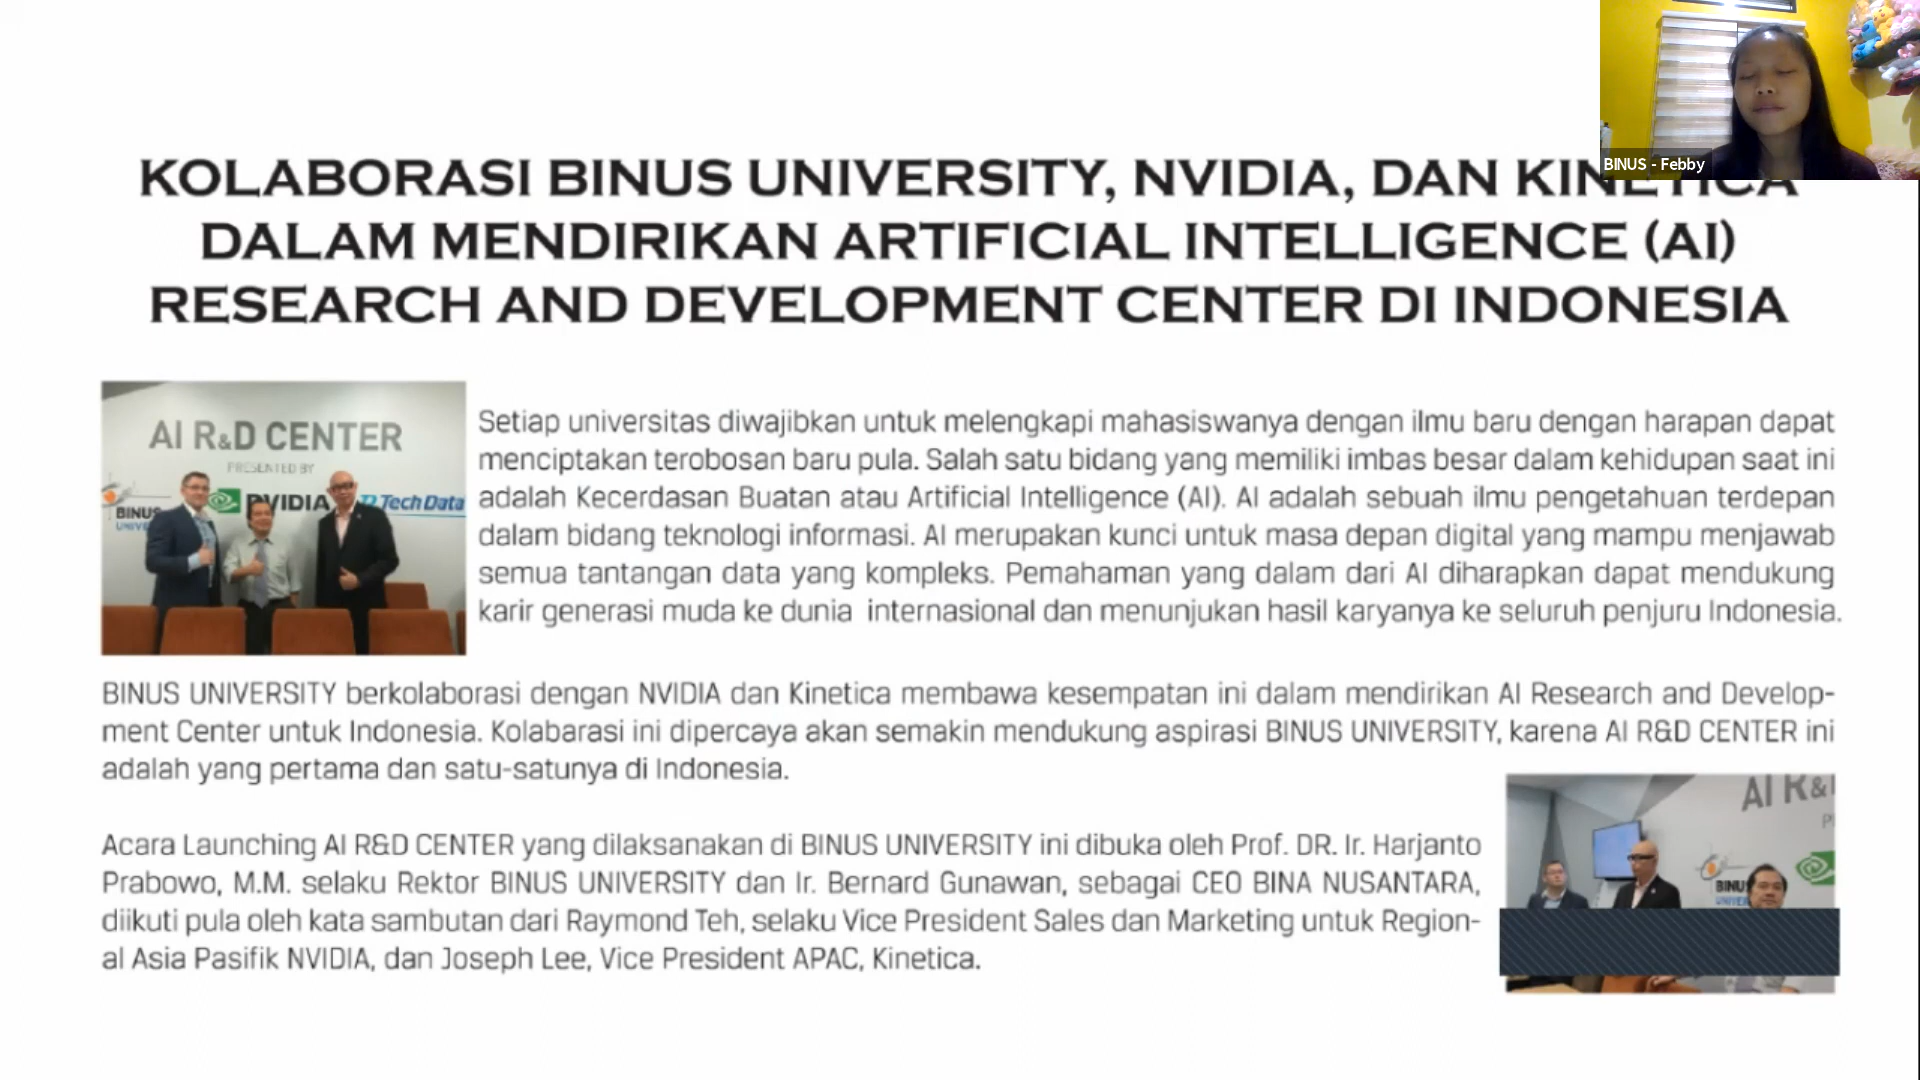 BINUS - Febby
KOLABORASI BINUS UNIVERSITY, NVIDIA, DAN KINETICA
DALAM MENDIRIKAN ARTIFICIAL INTELLIGENCE (AI)
RESEARCH AND DEVELOPMENT CENTER DI INDONESIA
AI R&D CENTER
PRESENTED BY
BINUS
UNIVE
NVIDIA
Tech Data
Setiap universitas diwajibkan untuk melengkapi mahasiswanya dengan ilmu baru dengan harapan dapat
menciptakan terobosan baru pula. Salah satu bidang yang memiliki imbas besar dalam kehidupan saat ini
adalah Kecerdasan Buatan atau Artificial Intelligence (AI). AI adalah sebuah ilmu pengetahuan terdepan
dalam bidang teknologi informasi. AI merupakan kunci untuk masa depan digital yang mampu menjawab
semua tantangan data yang kompleks. Pemahaman yang dalam dari AI diharapkan dapat mendukung
karir generasi muda ke dunia internasional dan menunjukan hasil karyanya ke seluruh penjuru Indonesia.
BINUS UNIVERSITY berkolaborasi dengan NVIDIA dan Kinetica membawa kesempatan ini dalam mendirikan AI Research and Develop-
ment Center untuk Indonesia. Kolabarasi ini dipercaya akan semakin mendukung aspirasi BINUS UNIVERSITY, karena AI R&D CENTER ini
adalah yang pertama dan satu-satunya di Indonesia.
Acara Launching AI R&D CENTER yang dilaksanakan di BINUS UNIVERSITY ini dibuka oleh Prof. DR. Ir. Harjanto
Prabowo, M.M. selaku Rektor BINUS UNIVERSITY dan Ir. Bernard Gunawan, sebagai CEO BINA NUSANTARA,
diikuti pula oleh kata sambutan dari Raymond Teh, selaku Vice President Sales dan Marketing untuk Region-
al Asia Pasifik NVIDIA, dan Joseph Lee, Vice President APAC, Kinetica.
AI R&
BINUS